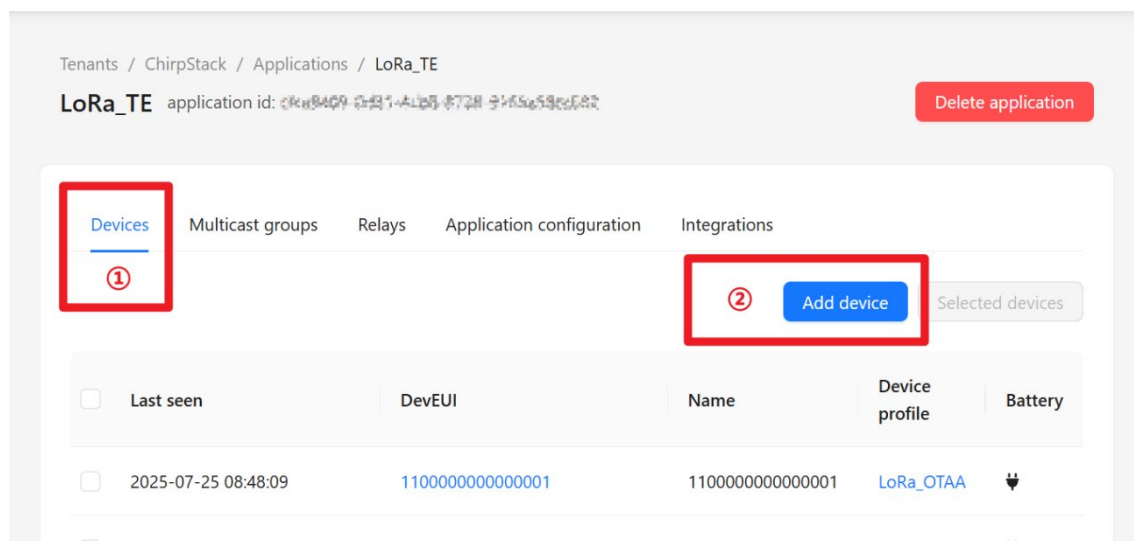 Tenants / ChirpStack / Applications / LoRa_TE
LoRa_TE application id:
Delete application
Devices Multicast groups Relays Application configuration Integrations
①
② Add device Selected devices
Last seen DevEUI Name Device profile Battery
2025-07-25 08:48:09 1100000000000001 1100000000000001 LoRa_OTAA